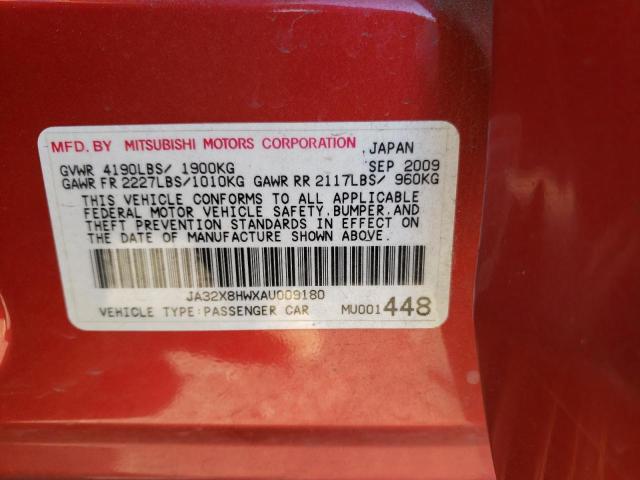 MFD. BY MITSUBISHI MOTORS CORPORATION JAPAN
GVWR 4190LBS/ 1900KG SEP 2009
GAWR FR 2227LBS/1010KG GAWR RR 2117LBS/ 960KG
THIS VEHICLE CONFORMS TO ALL APPLICABLE
FEDERAL MOTOR VEHICLE SAFETY, BUMPER, AND
THEFT PREVENTION STANDARDS IN EFFECT ON
THE DATE OF MANUFACTURE SHOWN ABOVE.
JA32X8HWXAU009180
VEHICLE TYPE:PASSENGER CAR MU001448